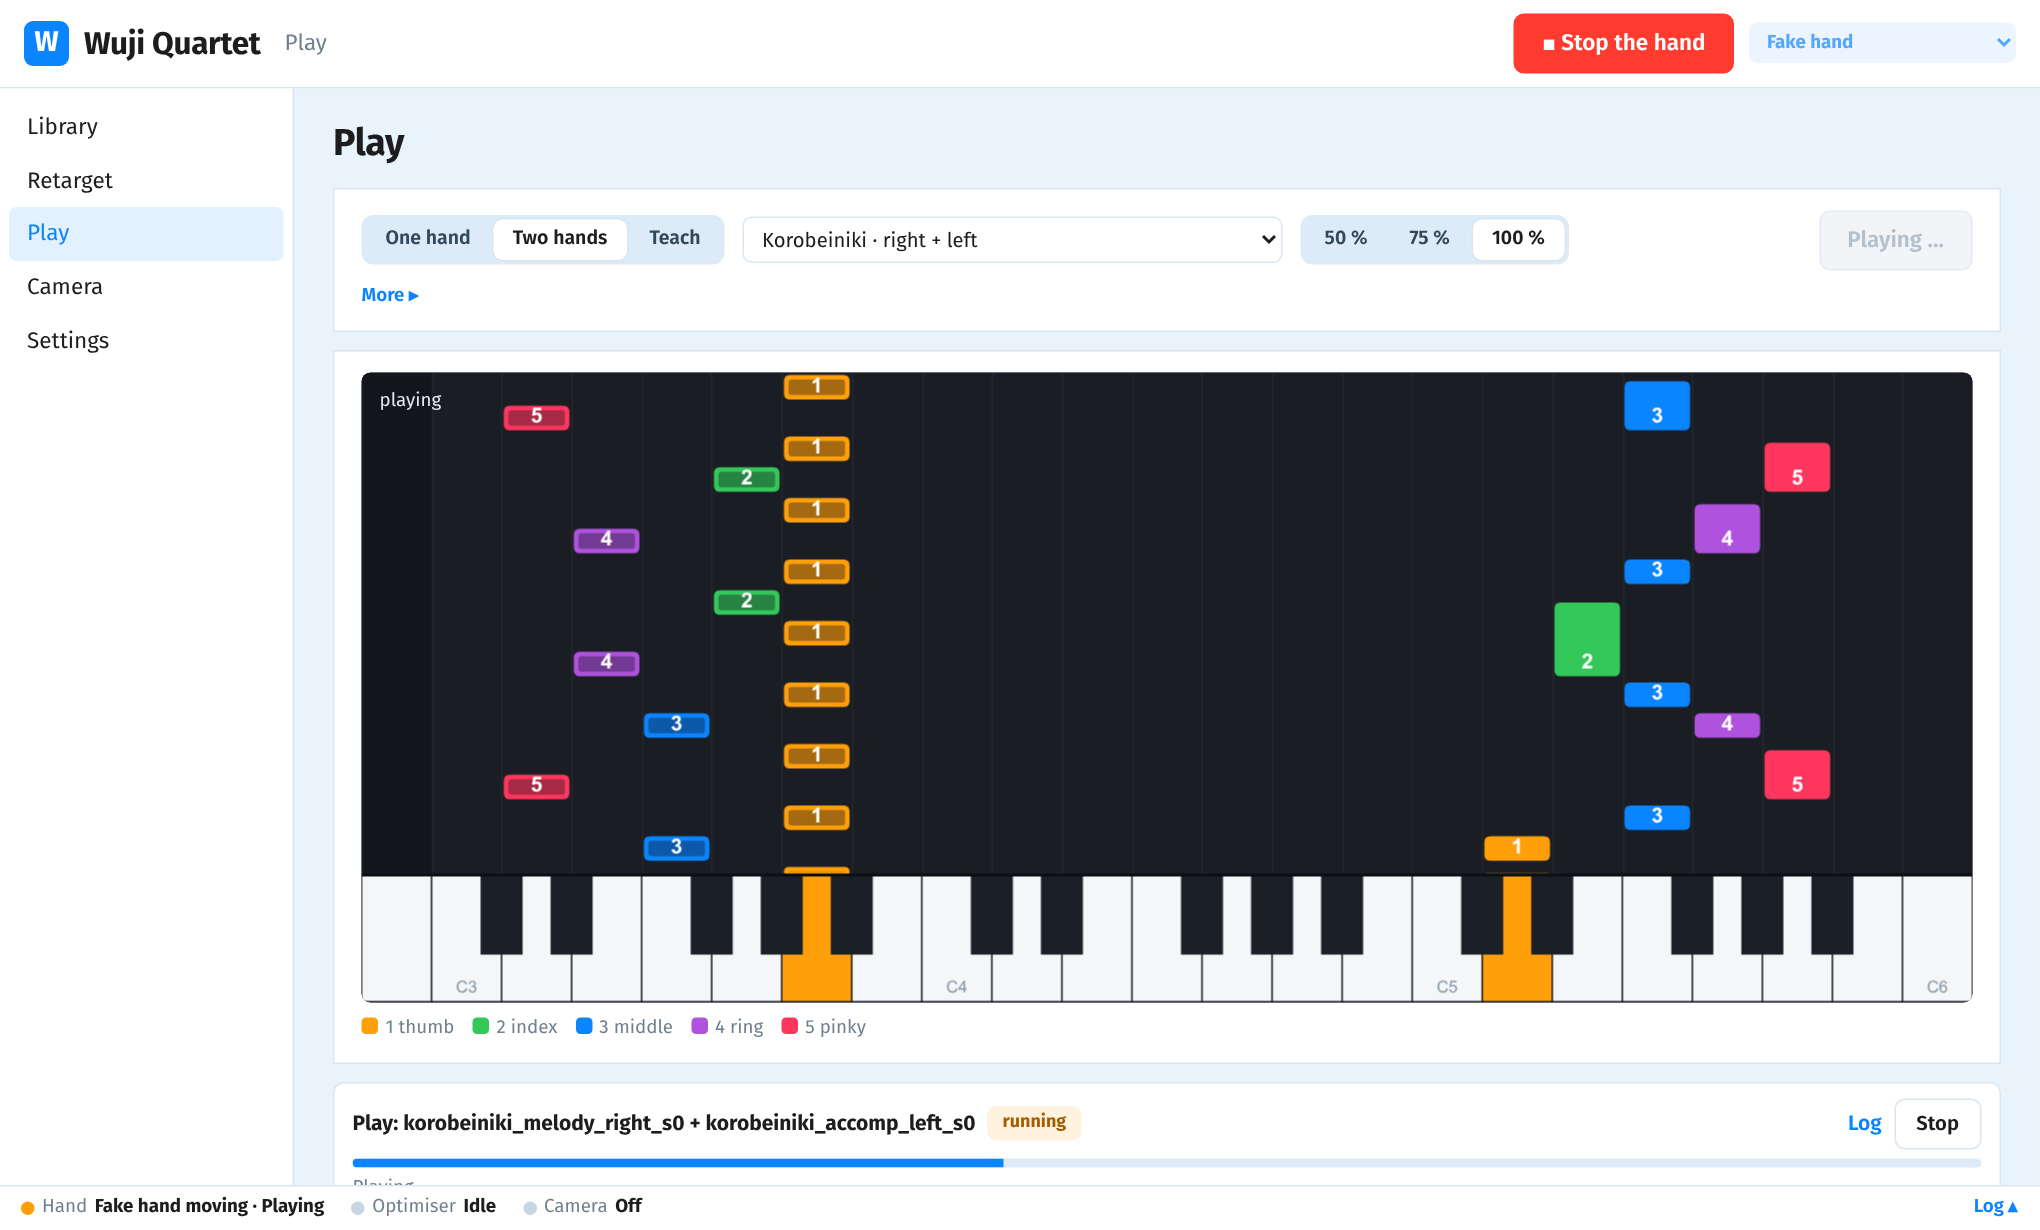 W Wuji Quartet Play
■ Stop the hand
Fake hand
Library
Retarget
Play
Camera
Settings
Play
One hand Two hands Teach
Korobeiniki · right + left
50 % 75 % 100 %
Playing ...
More ▸
playing
1
3
5
1
5
2
1
4
4
1
3
2
1
2
4
1
3
3
4
1
5
5
1
3
3
1
C3 C4 C5 C6
1 thumb 2 index 3 middle 4 ring 5 pinky
Play: korobeiniki_melody_right_s0 + korobeiniki_accomp_left_s0 running
Log Stop
Playing
Hand Fake hand moving · Playing Optimiser Idle Camera Off
Log ▴